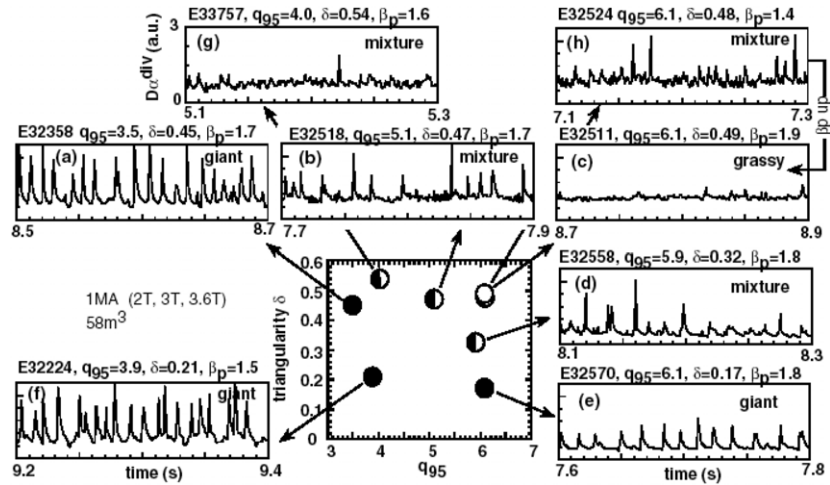 E33757, q95=4.0, δ=0.54, βp=1.6
(g) mixture
Dα^div (a.u.)
3
0
5.1 5.3
E32524 q95=6.1, δ=0.48, βp=1.4
(h) mixture
7.1 7.3
βp up
E32358 q95=3.5, δ=0.45, βp=1.7
(a) giant
8.5 8.7
E32518, q95=5.1, δ=0.47, βp=1.7
(b) mixture
7.7 7.9
E32511, q95=6.1, δ=0.49, βp=1.9
(c) grassy
8.7 8.9
1MA (2T, 3T, 3.6T)
58m³
triangularity δ
0.6
0.5
0.4
0.3
0.2
0.1
0
3 4 5 6 7
q95
E32558, q95=5.9, δ=0.32, βp=1.8
(d) mixture
8.1 8.3
E32224, q95=3.9, δ=0.21, βp=1.5
(f) giant
9.2 9.4
time (s)
E32570, q95=6.1, δ=0.17, βp=1.8
(e) giant
7.6 7.8
time (s)